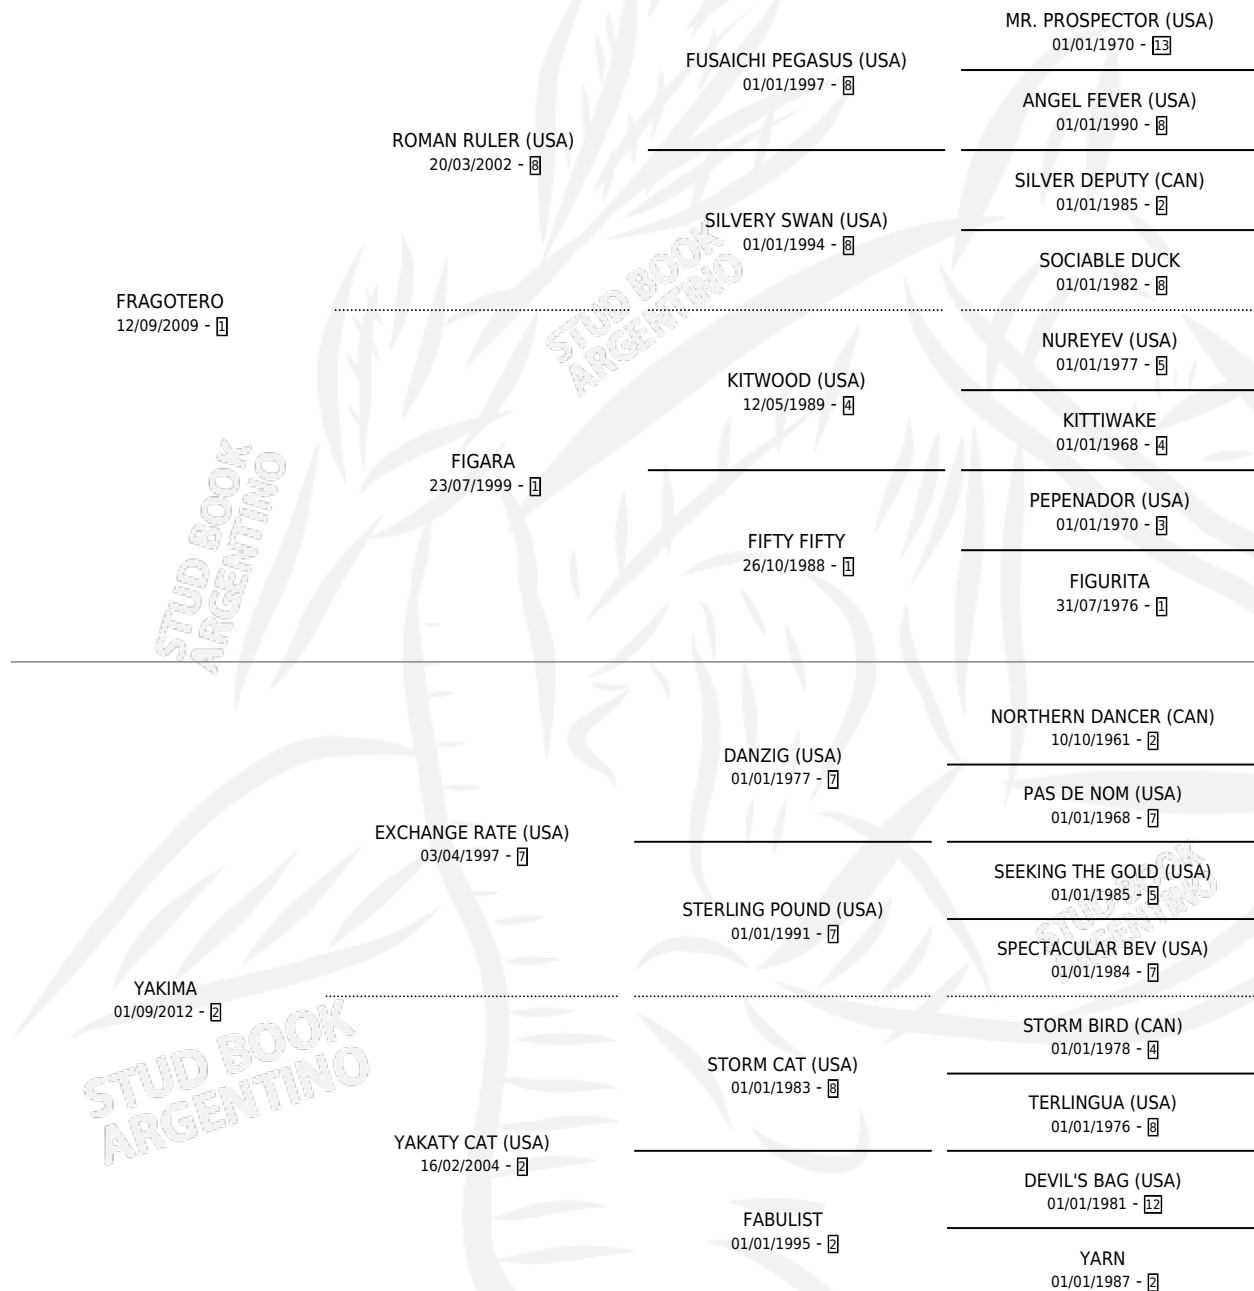 MR. PROSPECTOR (USA)
01/01/1970 - 13
FUSAICHI PEGASUS (USA)
01/01/1997 - 8
ANGEL FEVER (USA)
01/01/1990 - 8
ROMAN RULER (USA)
20/03/2002 - 8
SILVER DEPUTY (CAN)
01/01/1985 - 2
SILVERY SWAN (USA)
01/01/1994 - 8
SOCIABLE DUCK
01/01/1982 - 8
STUD BOOK
ARGENTINO
FRAGOTERO
12/09/2009 - 1
NUREYEV (USA)
01/01/1977 - 5
KITWOOD (USA)
12/05/1989 - 4
KITTIWAKE
01/01/1968 - 4
FIGARA
23/07/1999 - 1
PEPENADOR (USA)
01/01/1970 - 3
FIFTY FIFTY
26/10/1988 - 1
FIGURITA
31/07/1976 - 1
STUD BOOK
ARGENTINO
NORTHERN DANCER (CAN)
10/10/1961 - 2
DANZIG (USA)
01/01/1977 - 7
PAS DE NOM (USA)
01/01/1968 - 7
EXCHANGE RATE (USA)
03/04/1997 - 7
SEEKING THE GOLD (USA)
01/01/1985 - 5
STERLING POUND (USA)
01/01/1991 - 7
STUD BOOK
ARGENTINO
SPECTACULAR BEV (USA)
01/01/1984 - 7
YAKIMA
01/09/2012 - 2
STUD BOOK
ARGENTINO
STORM BIRD (CAN)
01/01/1978 - 4
STORM CAT (USA)
01/01/1983 - 8
TERLINGUA (USA)
01/01/1976 - 8
YAKATY CAT (USA)
16/02/2004 - 2
DEVIL'S BAG (USA)
01/01/1981 - 12
FABULIST
01/01/1995 - 2
YARN
01/01/1987 - 2